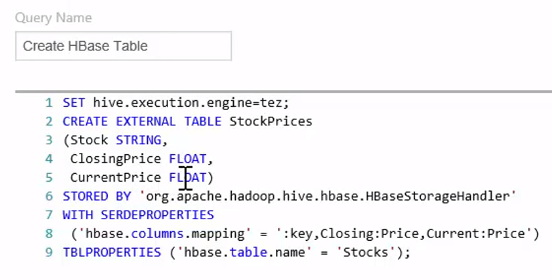 Query Name
Create HBase Table
1 SET hive.execution.engine=tez;
2 CREATE EXTERNAL TABLE StockPrices
3 (Stock STRING,
4 ClosingPrice FLOAT,
5 CurrentPrice FLOAT)
6 STORED BY 'org.apache.hadoop.hive.hbase.HBaseStorageHandler'
7 WITH SERDEPROPERTIES
8 ('hbase.columns.mapping' = ':key,Closing:Price,Current:Price')
9 TBLPROPERTIES ('hbase.table.name' = 'Stocks');